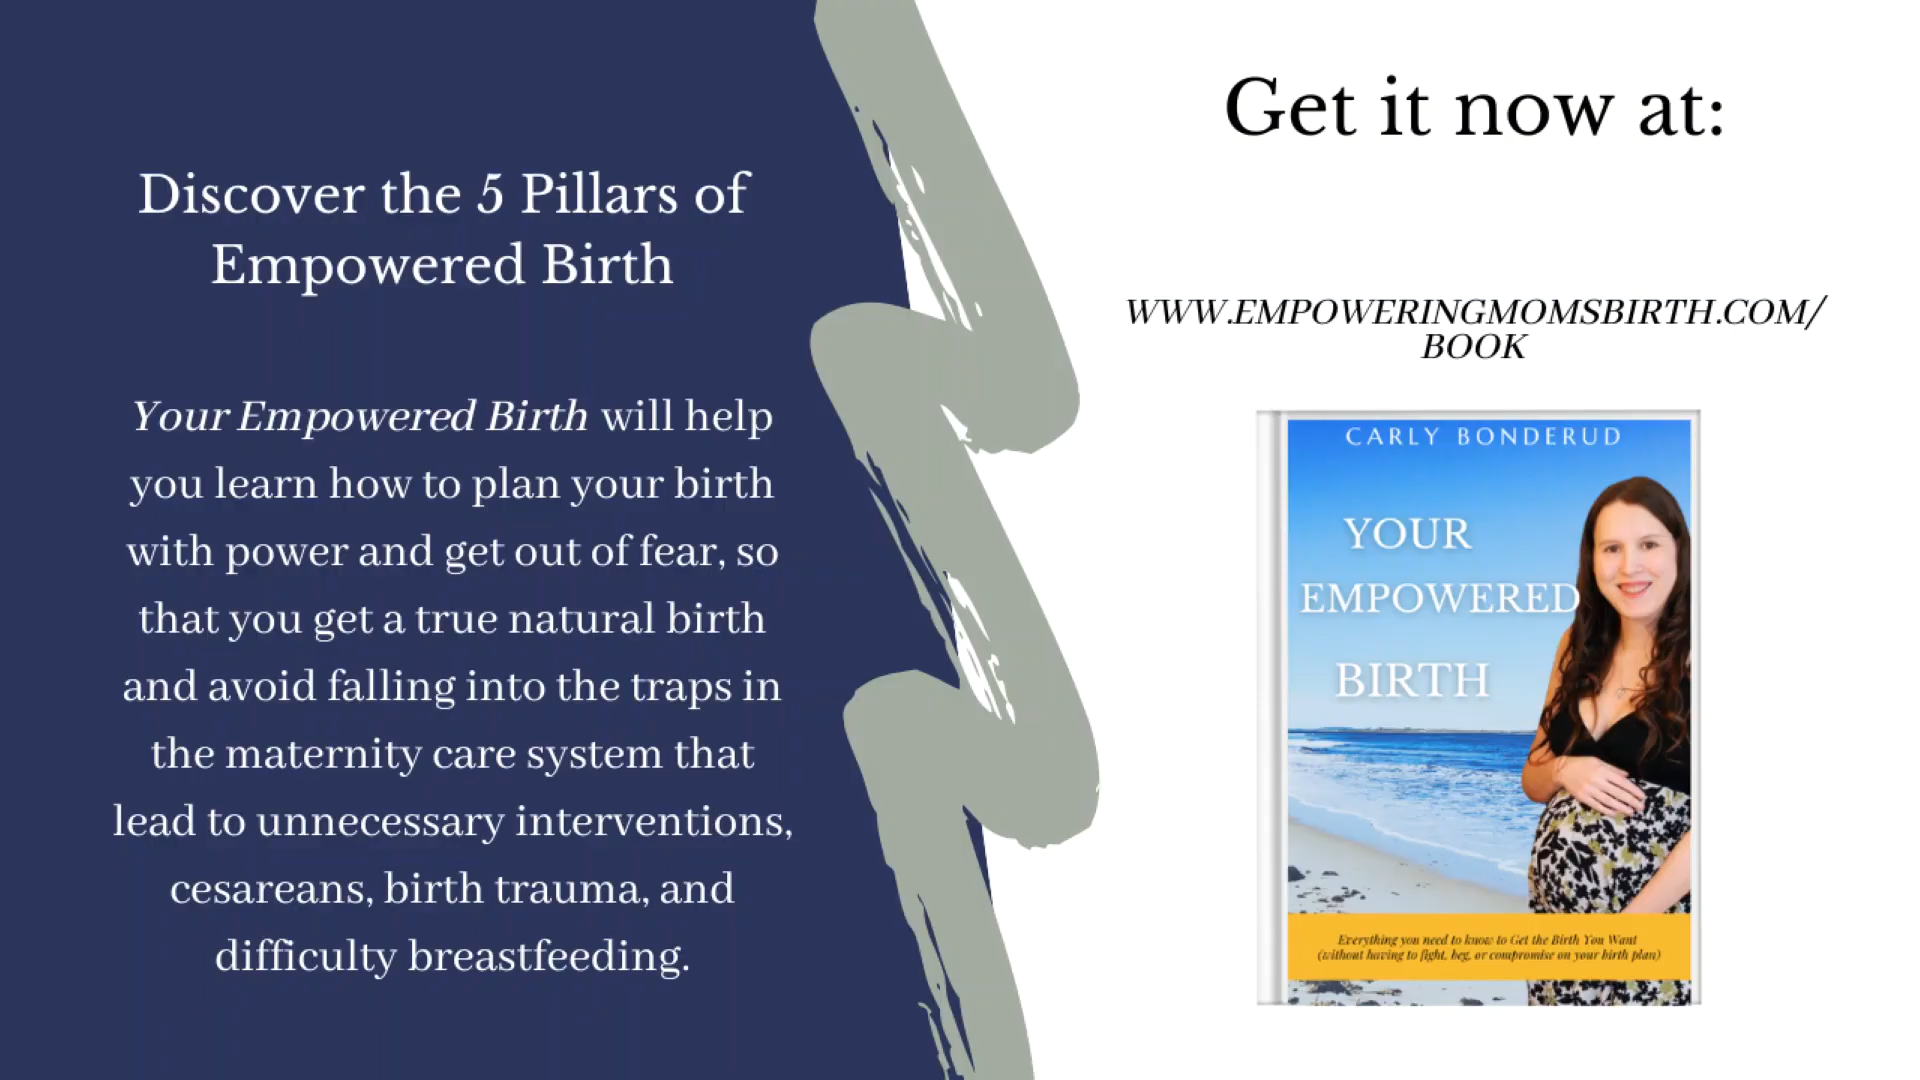 Discover the 5 Pillars of
Empowered Birth
Your Empowered Birth will help
you learn how to plan your birth
with power and get out of fear, so
that you get a true natural birth
and avoid falling into the traps in
the maternity care system that
lead to unnecessary interventions,
cesareans, birth trauma, and
difficulty breastfeeding.
Get it now at:
WWW.EMPOWERINGMOMSBIRTH.COM/
BOOK
CARLY BONDERUD
YOUR
EMPOWERED
BIRTH
Everything you need to know to Get the Birth You Want
(without having to fight, beg, or compromise on your birth plan)